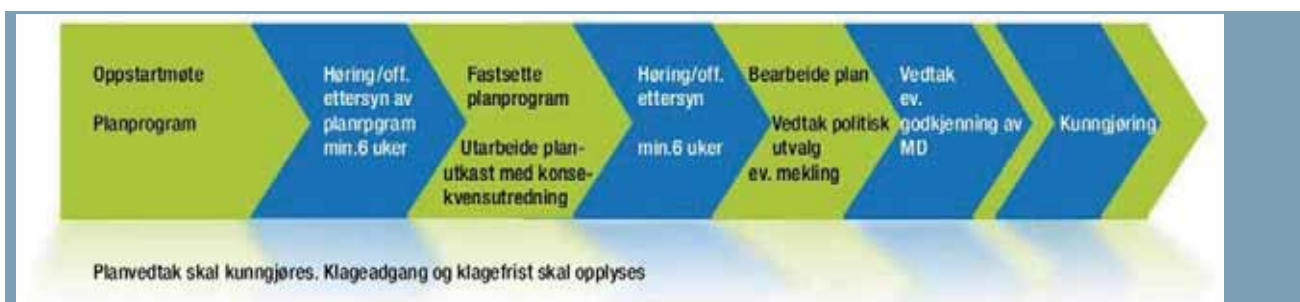 Oppstartmøte
Planprogram
Høring/off.
ettersyn av
planrpgram
min.6 uker
Fastsette
planprogram
Utarbeide plan-
utkast med konse-
kvensutredning
Høring/off.
ettersyn
min.6 uker
Bearbeide plan
Vedtak politisk
utvalg
ev. mekling
Vedtak
ev.
godkjenning av
MD
Kunngjøring
Planvedtak skal kunngjøres. Klageadgang og klagefrist skal opplyses